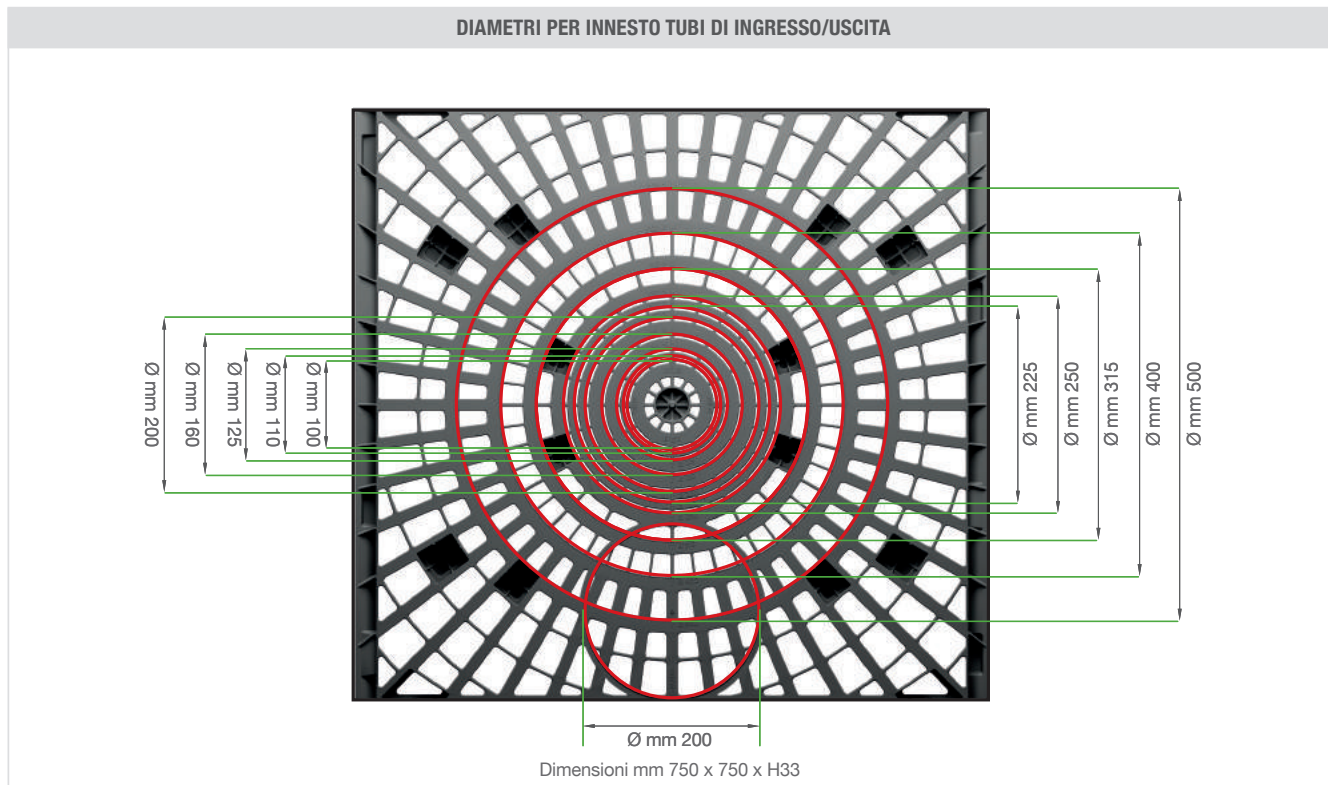 DIAMETRI PER INNESTO TUBI DI INGRESSO/USCITA
Ø mm 200
Ø mm 160
Ø mm 125
Ø mm 110
Ø mm 100
Ø mm 225
Ø mm 250
Ø mm 315
Ø mm 400
Ø mm 500
Ø mm 200
Dimensioni mm 750 x 750 x H33